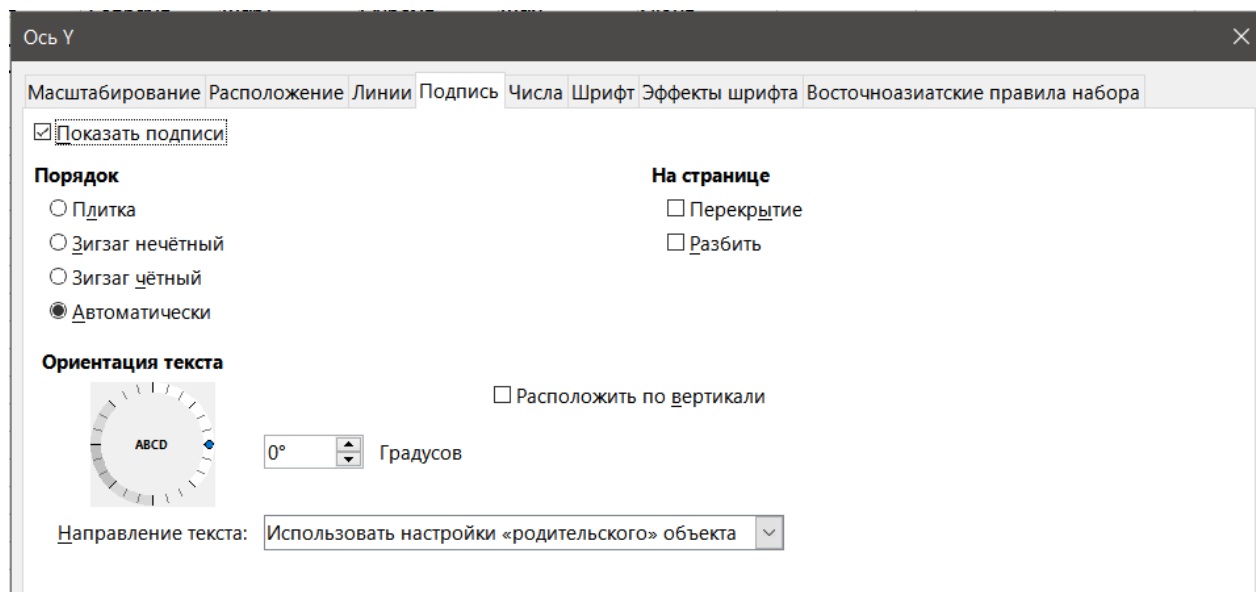 Ось Y
Масштабирование Расположение Линии Подпись Числа Шрифт Эффекты шрифта Восточноазиатские правила набора
Показать подписи
Порядок
На странице
Плитка
Перекрытие
Зигзаг нечётный
Разбить
Зигзаг чётный
Автоматически
Ориентация текста
Расположить по вертикали
ABCD
0°
Градусов
Направление текста: Использовать настройки «родительского» объекта